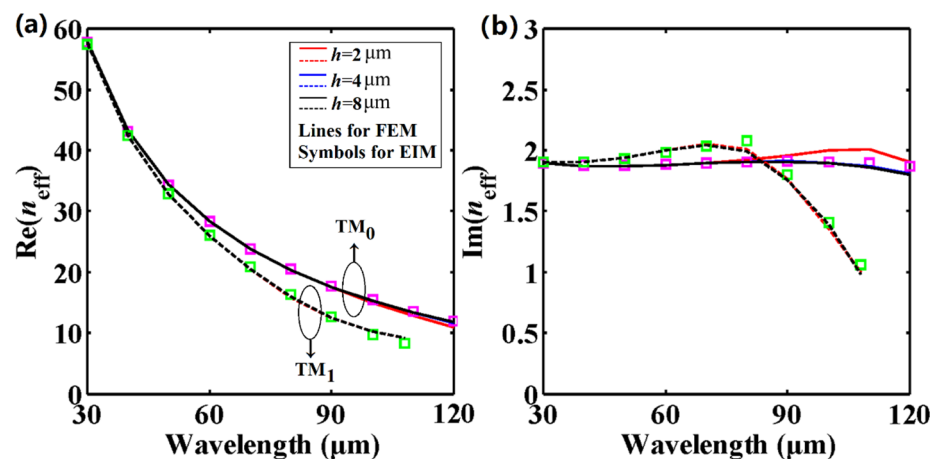 (a)
60
50
40
30
20
10
0
Re(n_eff)
h=2 μm
h=4 μm
h=8 μm
Lines for FEM
Symbols for EIM
TM₀
TM₁
30
60
90
120
Wavelength (μm)
(b)
3
2.5
2
1.5
1
0.5
0
Im(n_eff)
30
60
90
120
Wavelength (μm)